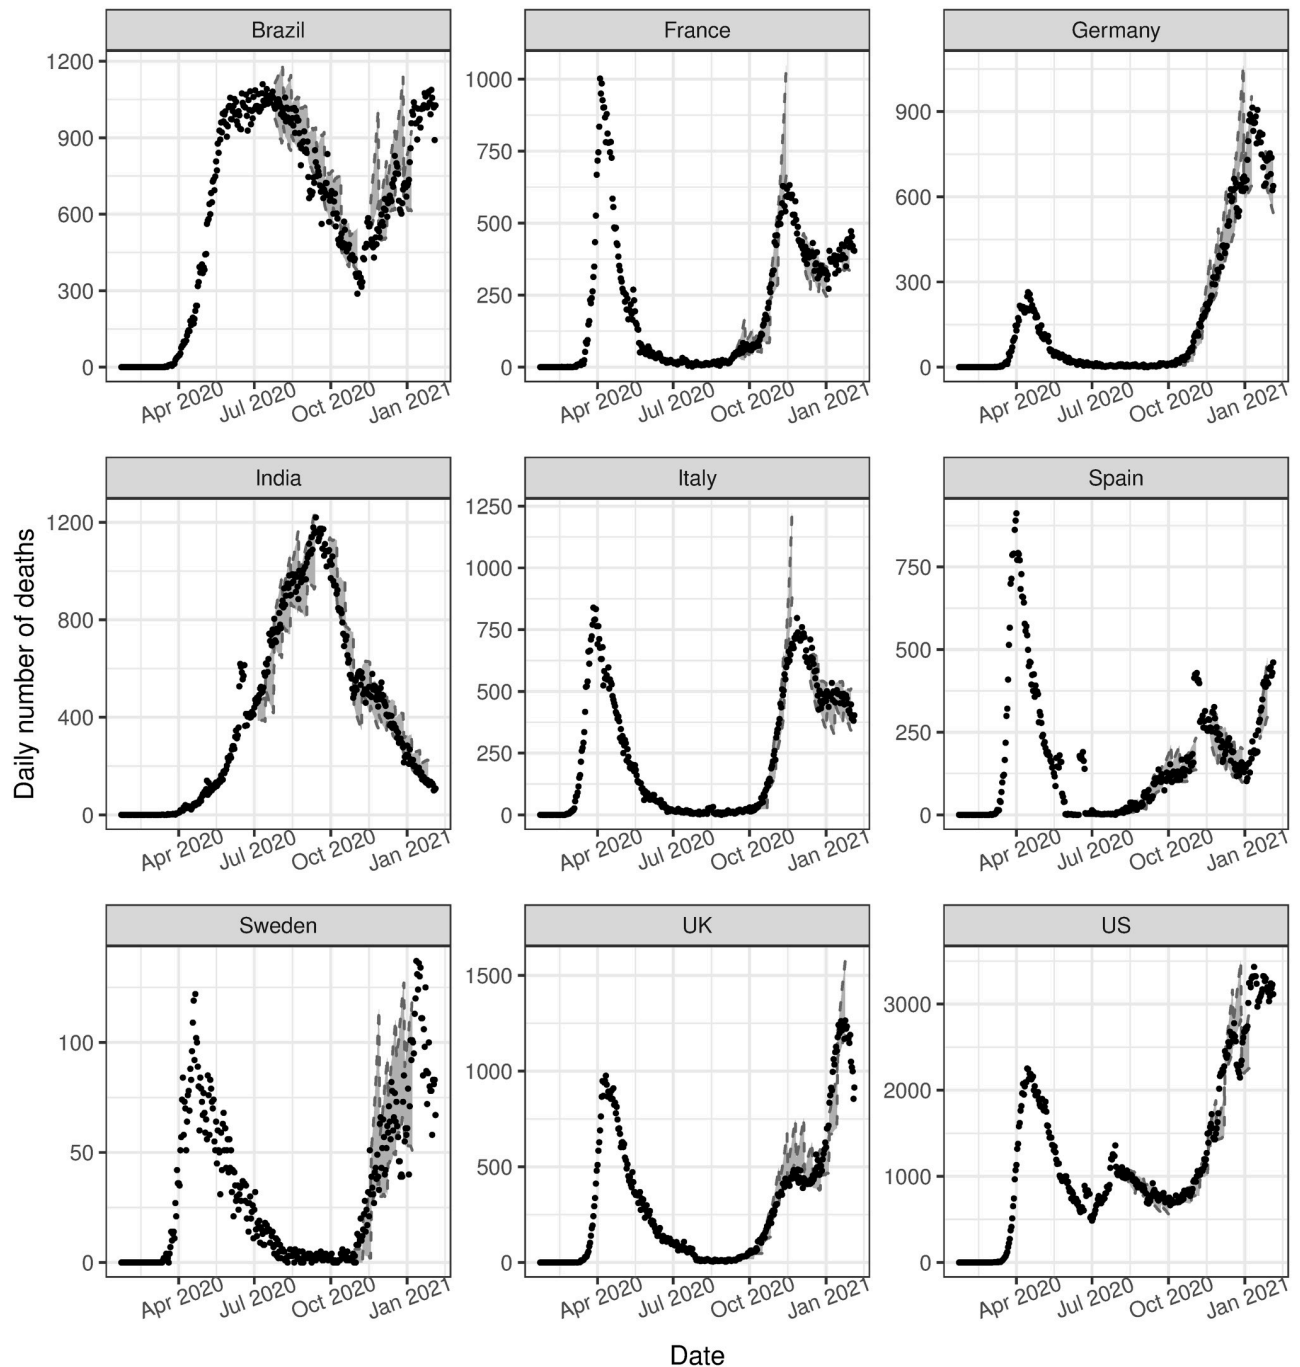 Brazil
France
Germany
1200
900
600
300
0
1000
750
500
250
0
900
600
300
0
Apr 2020 Jul 2020 Oct 2020 Jan 2021
Apr 2020 Jul 2020 Oct 2020 Jan 2021
Apr 2020 Jul 2020 Oct 2020 Jan 2021
India
Italy
Spain
1200
800
400
0
1250
1000
750
500
250
0
750
500
250
0
Apr 2020 Jul 2020 Oct 2020 Jan 2021
Apr 2020 Jul 2020 Oct 2020 Jan 2021
Apr 2020 Jul 2020 Oct 2020 Jan 2021
Daily number of deaths
Sweden
UK
US
100
50
0
1500
1000
500
0
3000
2000
1000
0
Apr 2020 Jul 2020 Oct 2020 Jan 2021
Apr 2020 Jul 2020 Oct 2020 Jan 2021
Apr 2020 Jul 2020 Oct 2020 Jan 2021
Date